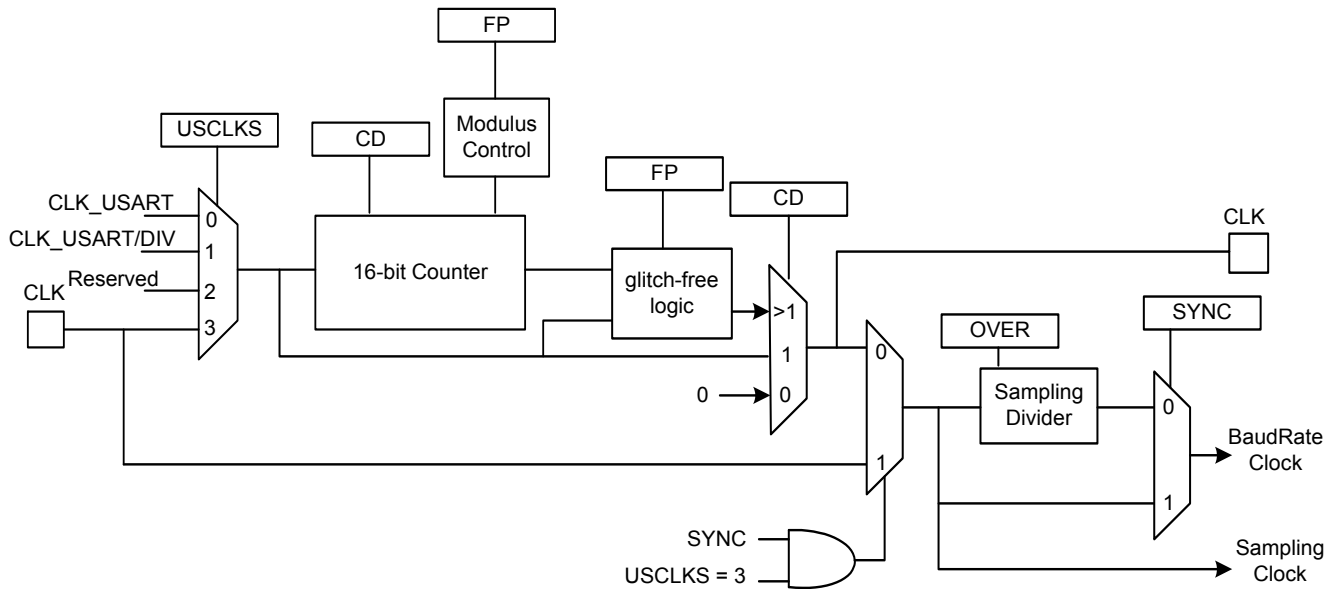 FP
Modulus
Control
USCLKS
CD
FP
CD
CLK_USART
0
CLK_USART/DIV
1
Reserved
2
CLK
3
16-bit Counter
glitch-free
logic
>1
1
0
0
CLK
SYNC
OVER
0
1
Sampling
Divider
0
1
BaudRate
Clock
SYNC
USCLKS = 3
Sampling
Clock